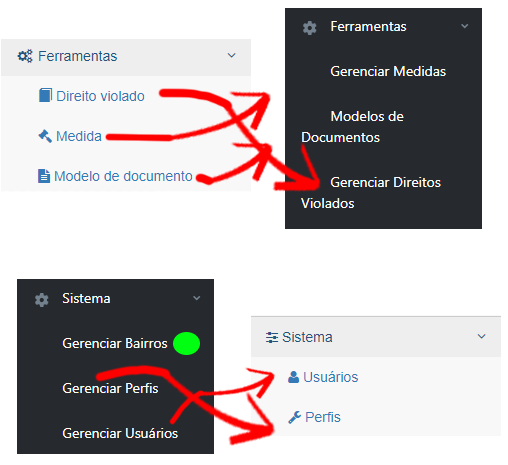 Ferramentas
Direito violado
Medida
Modelo de documento
Ferramentas
Gerenciar Medidas
Modelos de
Documentos
Gerenciar Direitos
Violados
Sistema
Gerenciar Bairros
Gerenciar Perfis
Gerenciar Usuários
Sistema
Usuários
Perfis